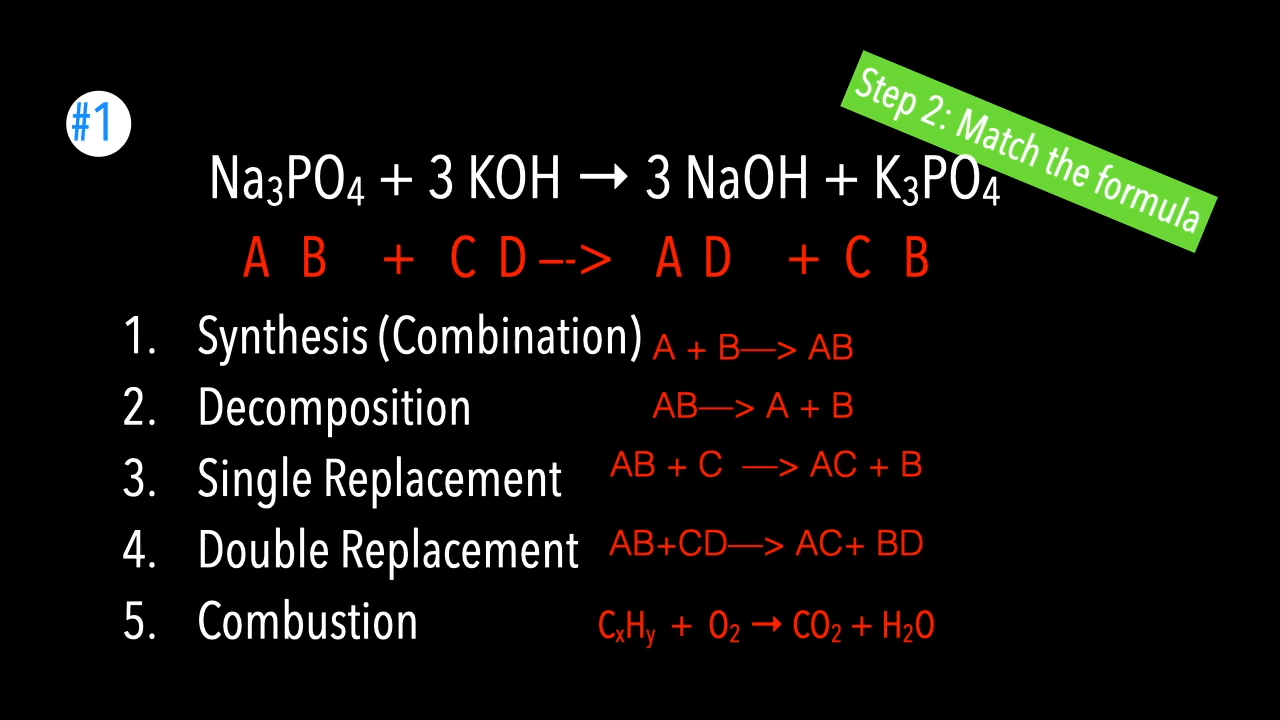 #1
Step 2: Match the formula
Na₃PO₄ + 3 KOH → 3 NaOH + K₃PO₄
A B + C D —-> A D + C B
1. Synthesis (Combination) A + B—> AB
2. Decomposition AB—> A + B
3. Single Replacement AB + C —> AC + B
4. Double Replacement AB+CD—> AC+ BD
5. Combustion CₓHᵧ + O₂ → CO₂ + H₂O